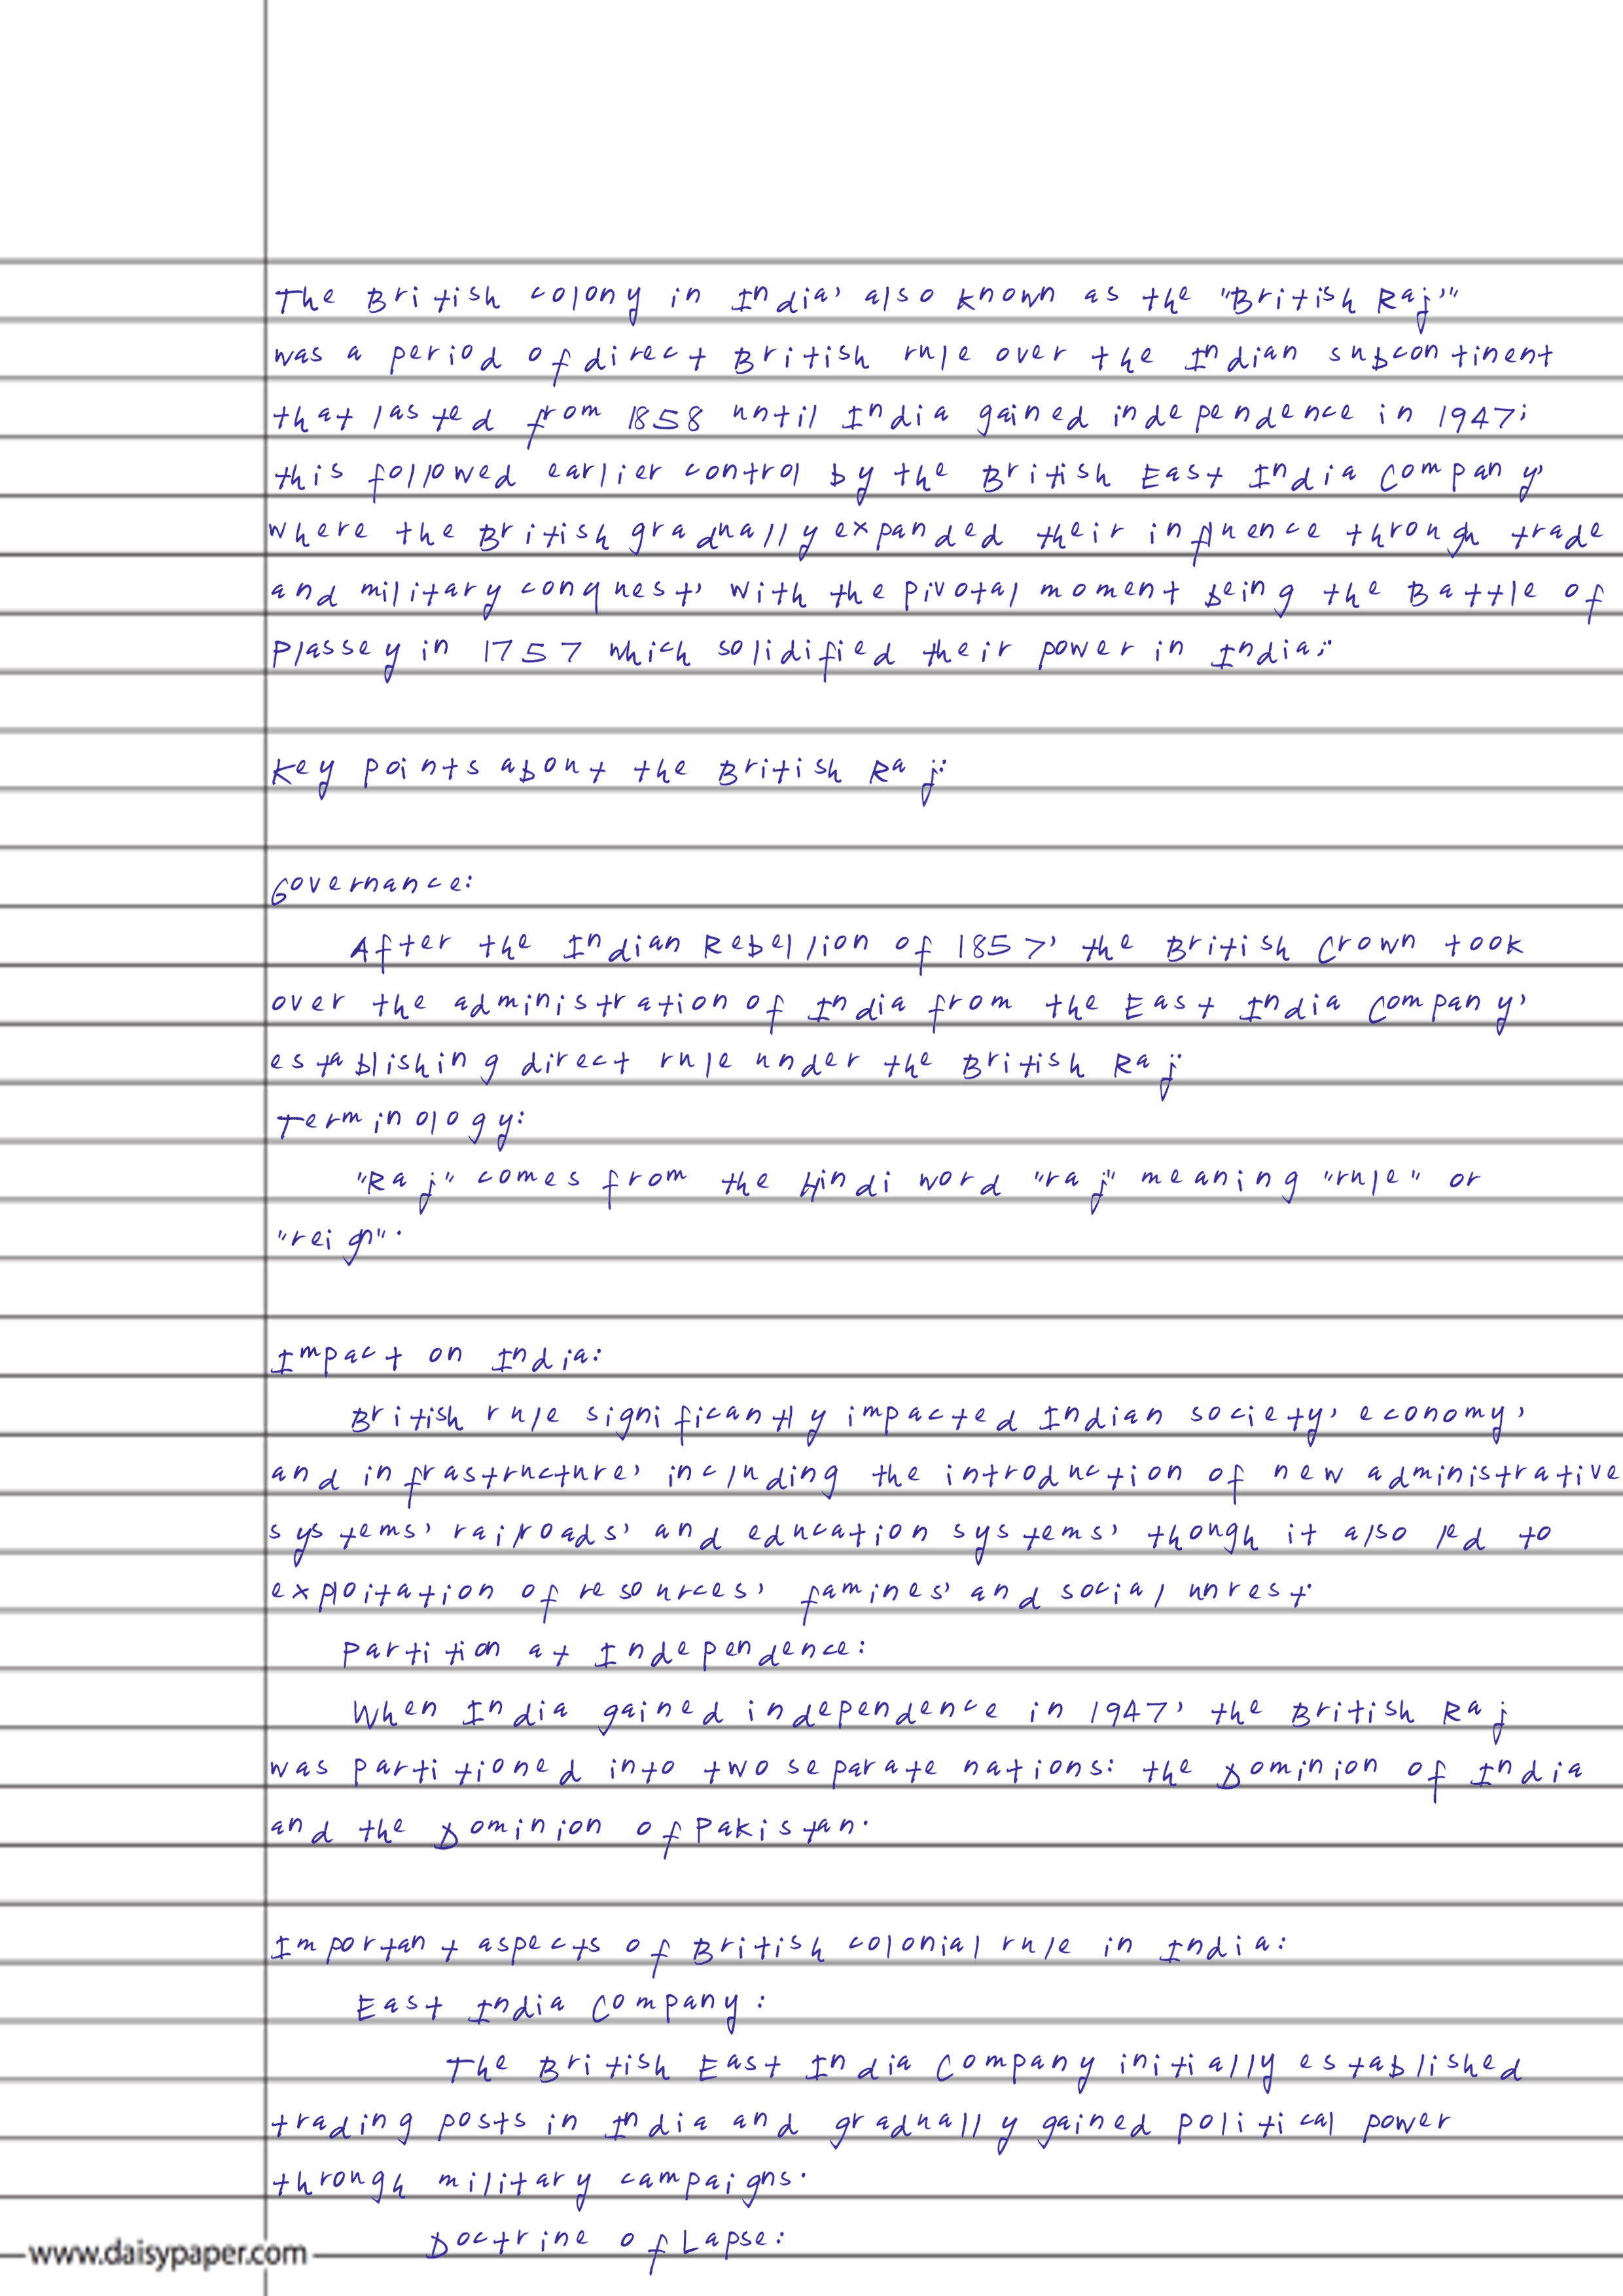 The British colony in India, also known as the "British Raj,"
was a period of direct British rule over the Indian subcontinent
that lasted from 1858 until India gained independence in 1947;
this followed earlier control by the British East India Company,
where the British gradually expanded their influence through trade
and military conquest, with the pivotal moment being the Battle of
Plassey in 1757 which solidified their power in India:
Key points about the British Raj:
Governance:
After the Indian Rebellion of 1857, the British Crown took
over the administration of India from the East India Company,
establishing direct rule under the British Raj.
Terminology:
"Raj" comes from the Hindi word "raj" meaning "rule" or
"reign".
Impact on India:
British rule significantly impacted Indian society, economy,
and infrastructure, including the introduction of new administrative
systems, railroads, and education systems, though it also led to
exploitation of resources, famines, and social unrest.
Partition at Independence:
When India gained independence in 1947, the British Raj
was partitioned into two separate nations: the Dominion of India
and the Dominion of Pakistan.
Important aspects of British colonial rule in India:
East India Company:
The British East India Company initially established
trading posts in India and gradually gained political power
through military campaigns.
Doctrine of Lapse:
www.daisypaper.com